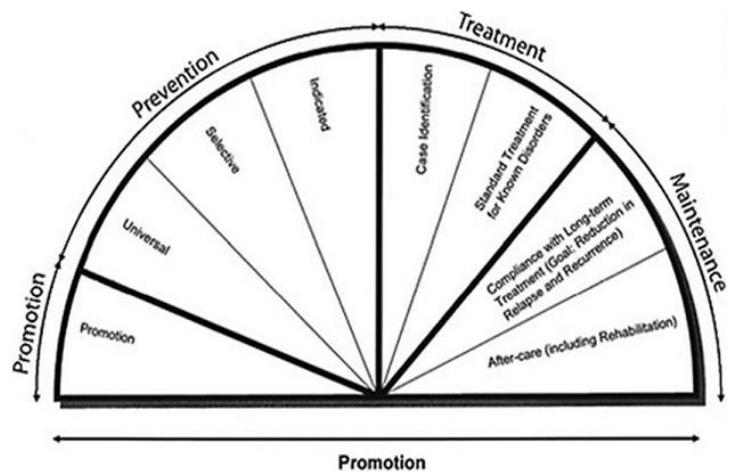 Promotion
Prevention
Treatment
Maintenance
Promotion
Universal
Selective
Indicated
Case Identification
Standard Treatment
for Known Disorders
Compliance with Long-term
Treatment (Goal: Reduction in
Relapse and Recurrence)
After-care (including Rehabilitation)
Promotion